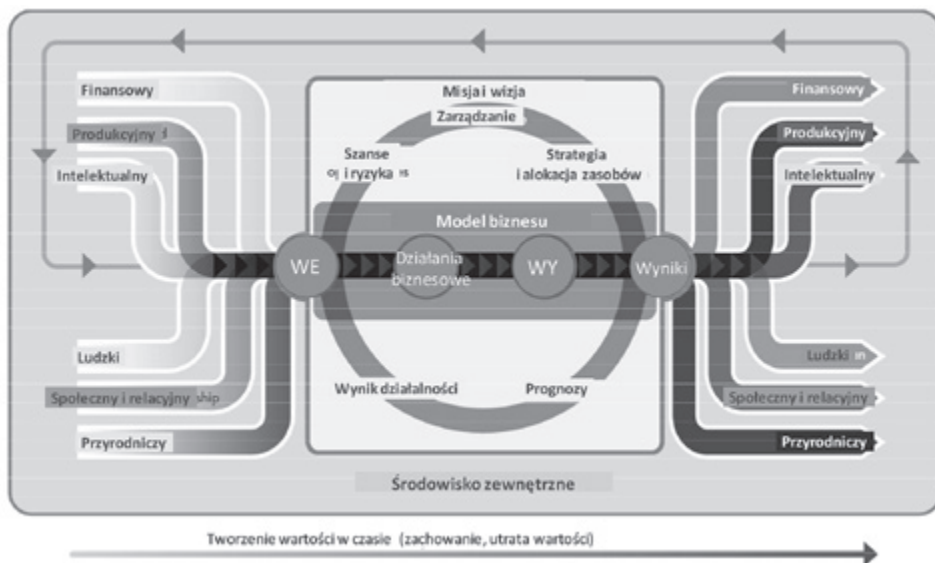 Finansowy
Produkcyjny
Intelektualny
Ludzki
Społeczny i relacyjny ship
Przyrodniczy
Misja i wizja
Zarządzanie
Szanse
i ryzyka
Strategia
i alokacja zasobów
Model biznesu
WE
Działania
biznesowe
WY
Wyniki
Wynik działalności
Prognozy
Finansowy
Produkcyjny
Intelektualny
Ludzki
Społeczny i relacyjny
Przyrodniczy
Środowisko zewnętrzne
Tworzenie wartości w czasie (zachowanie, utrata wartości)